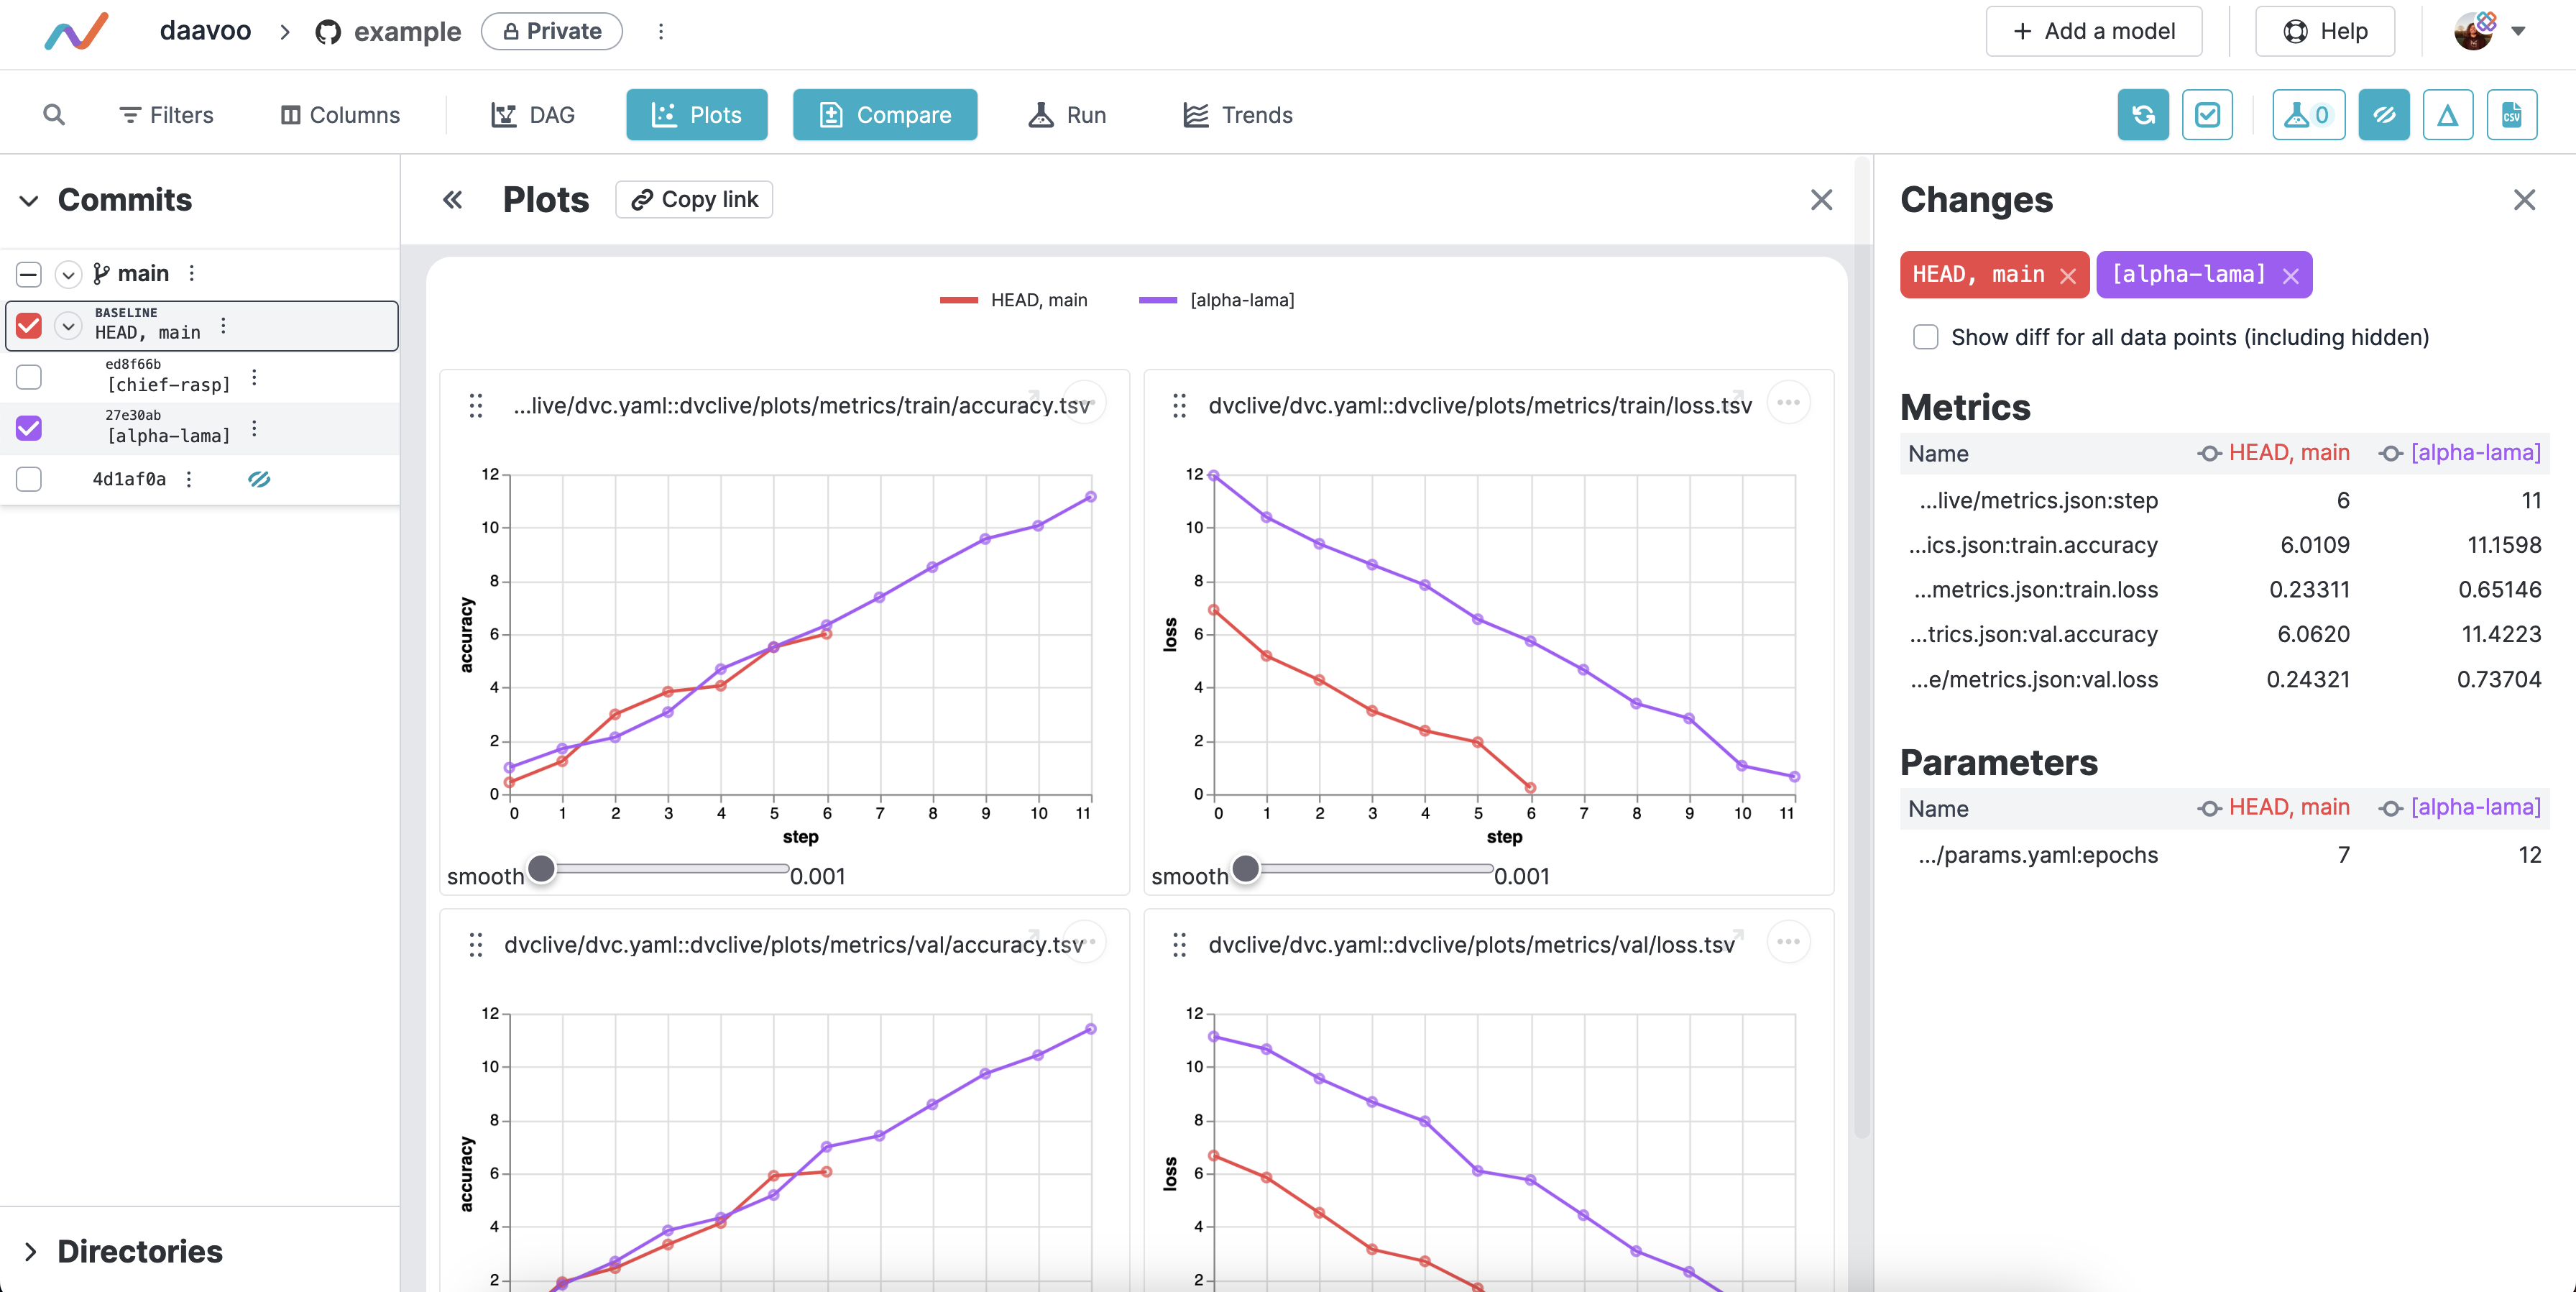 daavoo > example Private
+ Add a model
Help
Filters
Columns
DAG
Plots
Compare
Run
Trends
0
CSV
Commits
main
BASELINE
HEAD, main
ed8f66b
[chief-rasp]
27e30ab
[alpha-lama]
4d1af0a
Directories
Plots
Copy link
HEAD, main
[alpha-lama]
...live/dvc.yaml::dvclive/plots/metrics/train/accuracy.tsv
12
10
8
6
4
2
0
accuracy
0 1 2 3 4 5 6 7 8 9 10 11
step
smooth 0.001
dvclive/dvc.yaml::dvclive/plots/metrics/train/loss.tsv
12
10
8
6
4
2
0
loss
0 1 2 3 4 5 6 7 8 9 10 11
step
smooth 0.001
dvclive/dvc.yaml::dvclive/plots/metrics/val/accuracy.tsv
12
10
8
6
4
2
accuracy
dvclive/dvc.yaml::dvclive/plots/metrics/val/loss.tsv
12
10
8
6
4
2
loss
Changes
HEAD, main
[alpha-lama]
Show diff for all data points (including hidden)
Metrics
Name HEAD, main [alpha-lama]
...live/metrics.json:step 6 11
...ics.json:train.accuracy 6.0109 11.1598
...metrics.json:train.loss 0.23311 0.65146
...trics.json:val.accuracy 6.0620 11.4223
...e/metrics.json:val.loss 0.24321 0.73704
Parameters
Name HEAD, main [alpha-lama]
.../params.yaml:epochs 7 12